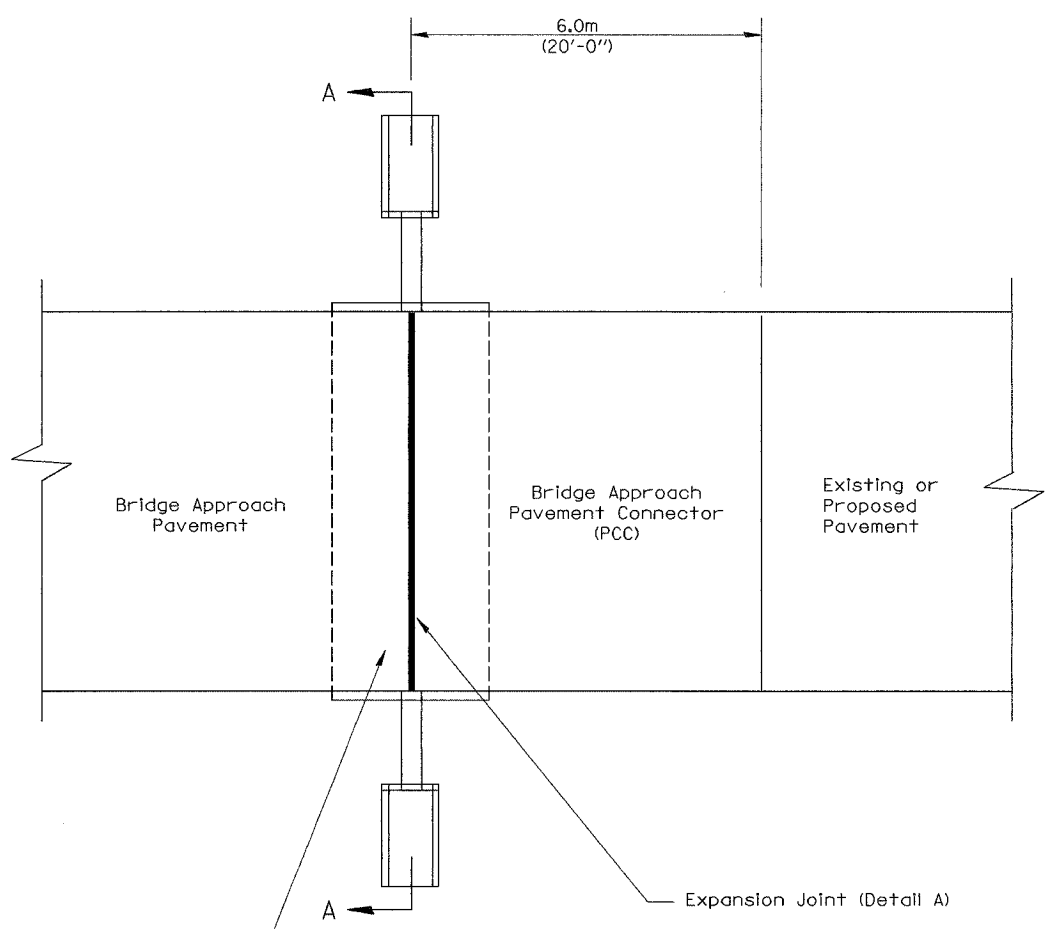 6.0m
(20'-0")
A
Bridge Approach
Pavement
Bridge Approach
Pavement Connector
(PCC)
Existing or
Proposed
Pavement
Expansion Joint (Detail A)
A